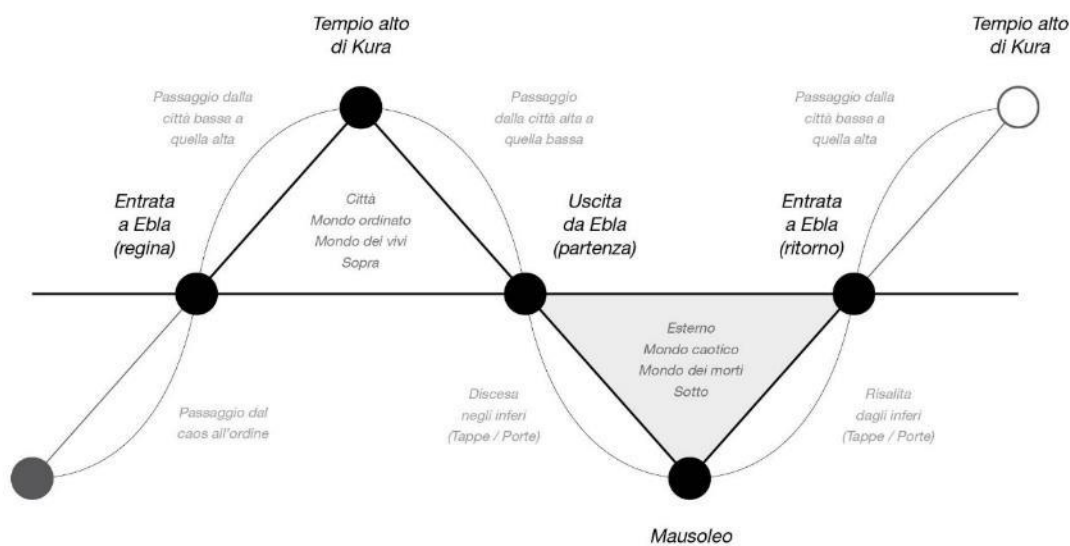 Tempio alto
di Kura
Tempio alto
di Kura
Passaggio dalla
città bassa a
quella alta
Passaggio
dalla città alta a
quella bassa
Passaggio dalla
città bassa a
quella alta
Entrata
a Ebla
(regina)
Città
Mondo ordinato
Mondo dei vivi
Sopra
Uscita
da Ebla
(partenza)
Entrata
a Ebla
(ritorno)
Esterno
Mondo caotico
Mondo dei morti
Sotto
Passaggio dal
caos all'ordine
Discesa
negli inferi
(Tappe / Porte)
Risalita
dagli inferi
(Tappe / Porte)
Mausoleo